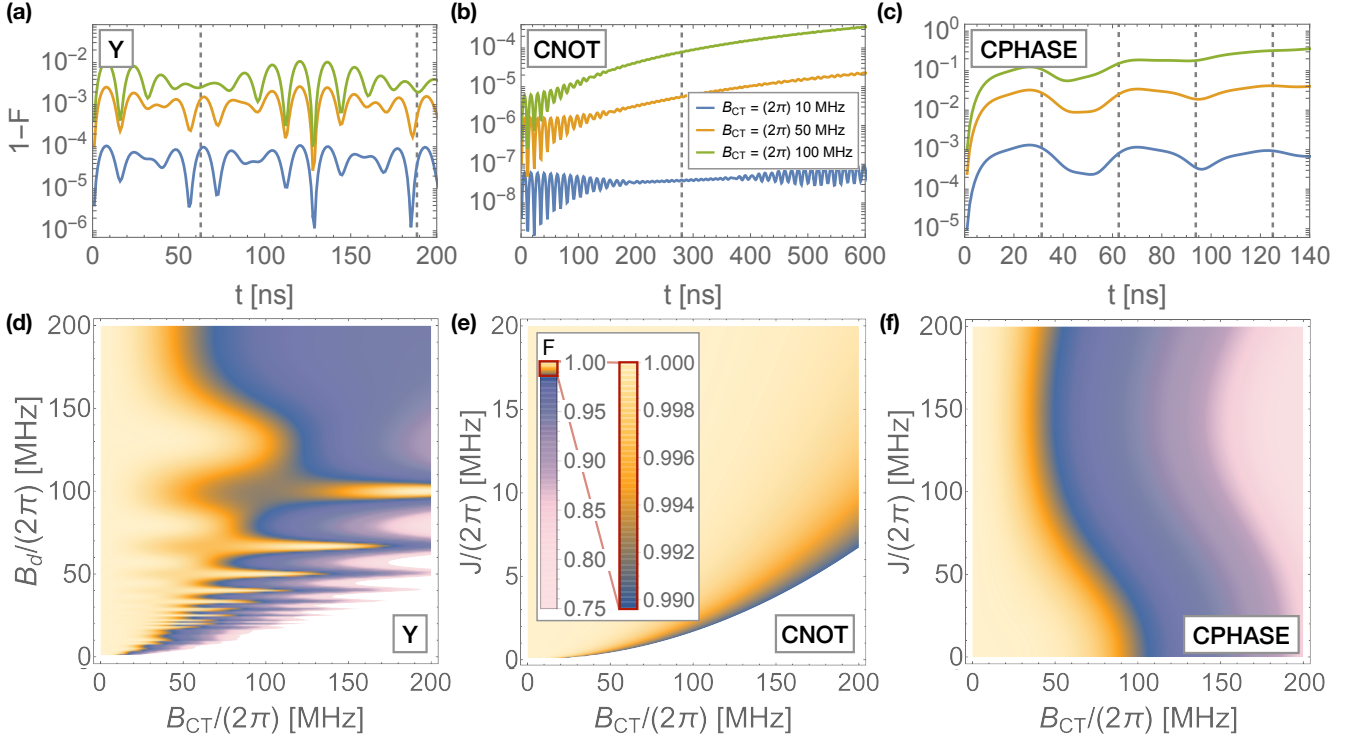 (a)
Y
1−F
10⁻²
10⁻³
10⁻⁴
10⁻⁵
10⁻⁶
0 50 100 150 200
t [ns]
(b)
CNOT
10⁻⁴
10⁻⁵
10⁻⁶
10⁻⁷
10⁻⁸
B_CT = (2π) 10 MHz
B_CT = (2π) 50 MHz
B_CT = (2π) 100 MHz
0 100 200 300 400 500 600
t [ns]
(c)
CPHASE
10⁰
10⁻¹
10⁻²
10⁻³
10⁻⁴
10⁻⁵
0 20 40 60 80 100 120 140
t [ns]
(d)
B_d/(2π) [MHz]
200
150
100
50
0
Y
0 50 100 150 200
B_CT/(2π) [MHz]
(e)
J/(2π) [MHz]
20
15
10
5
0
F
1.00
0.95
0.90
0.85
0.80
0.75
1.000
0.998
0.996
0.994
0.992
0.990
CNOT
0 50 100 150 200
B_CT/(2π) [MHz]
(f)
J/(2π) [MHz]
200
150
100
50
0
CPHASE
0 50 100 150 200
B_CT/(2π) [MHz]